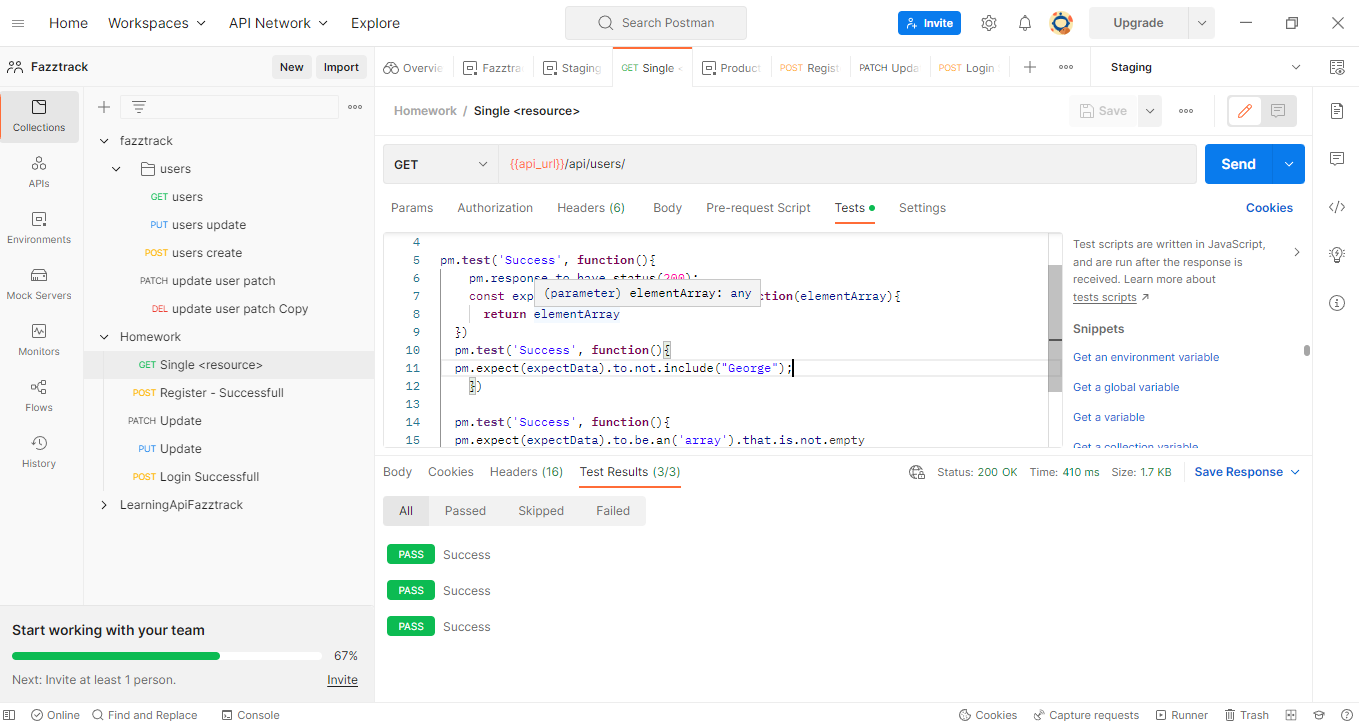 Home Workspaces API Network Explore Search Postman Invite Upgrade
Fazztrack New Import Overvie Fazztra Staging GET Single Product POST Regist PATCH Upda POST Login Staging
Collections
APIs
Environments
Mock Servers
Monitors
Flows
History
fazztrack
users
GET users
PUT users update
POST users create
PATCH update user patch
DEL update user patch Copy
Homework
GET Single <resource>
POST Register - Successfull
PATCH Update
PUT Update
POST Login Successfull
LearningApiFazztrack
Start working with your team
67%
Next: Invite at least 1 person. Invite
Homework / Single <resource> Save
GET {{api_url}}/api/users/ Send
Params Authorization Headers (6) Body Pre-request Script Tests Settings Cookies
4
5 pm.test('Success', function(){
6 pm.response.to.have.status(200);
7 const exp ction(elementArray){
(parameter) elementArray: any
8 return elementArray
9 })
10 pm.test('Success', function(){
11 pm.expect(expectData).to.not.include("George");
12 })
13
14 pm.test('Success', function(){
15 pm.expect(expectData).to.be.an('array').that.is.not.empty
Test scripts are written in JavaScript,
and are run after the response is
received. Learn more about
tests scripts
Snippets
Get an environment variable
Get a global variable
Get a variable
Get a collection variable
Body Cookies Headers (16) Test Results (3/3) Status: 200 OK Time: 410 ms Size: 1.7 KB Save Response
All Passed Skipped Failed
PASS Success
PASS Success
PASS Success
Online Find and Replace Console Cookies Capture requests Runner Trash